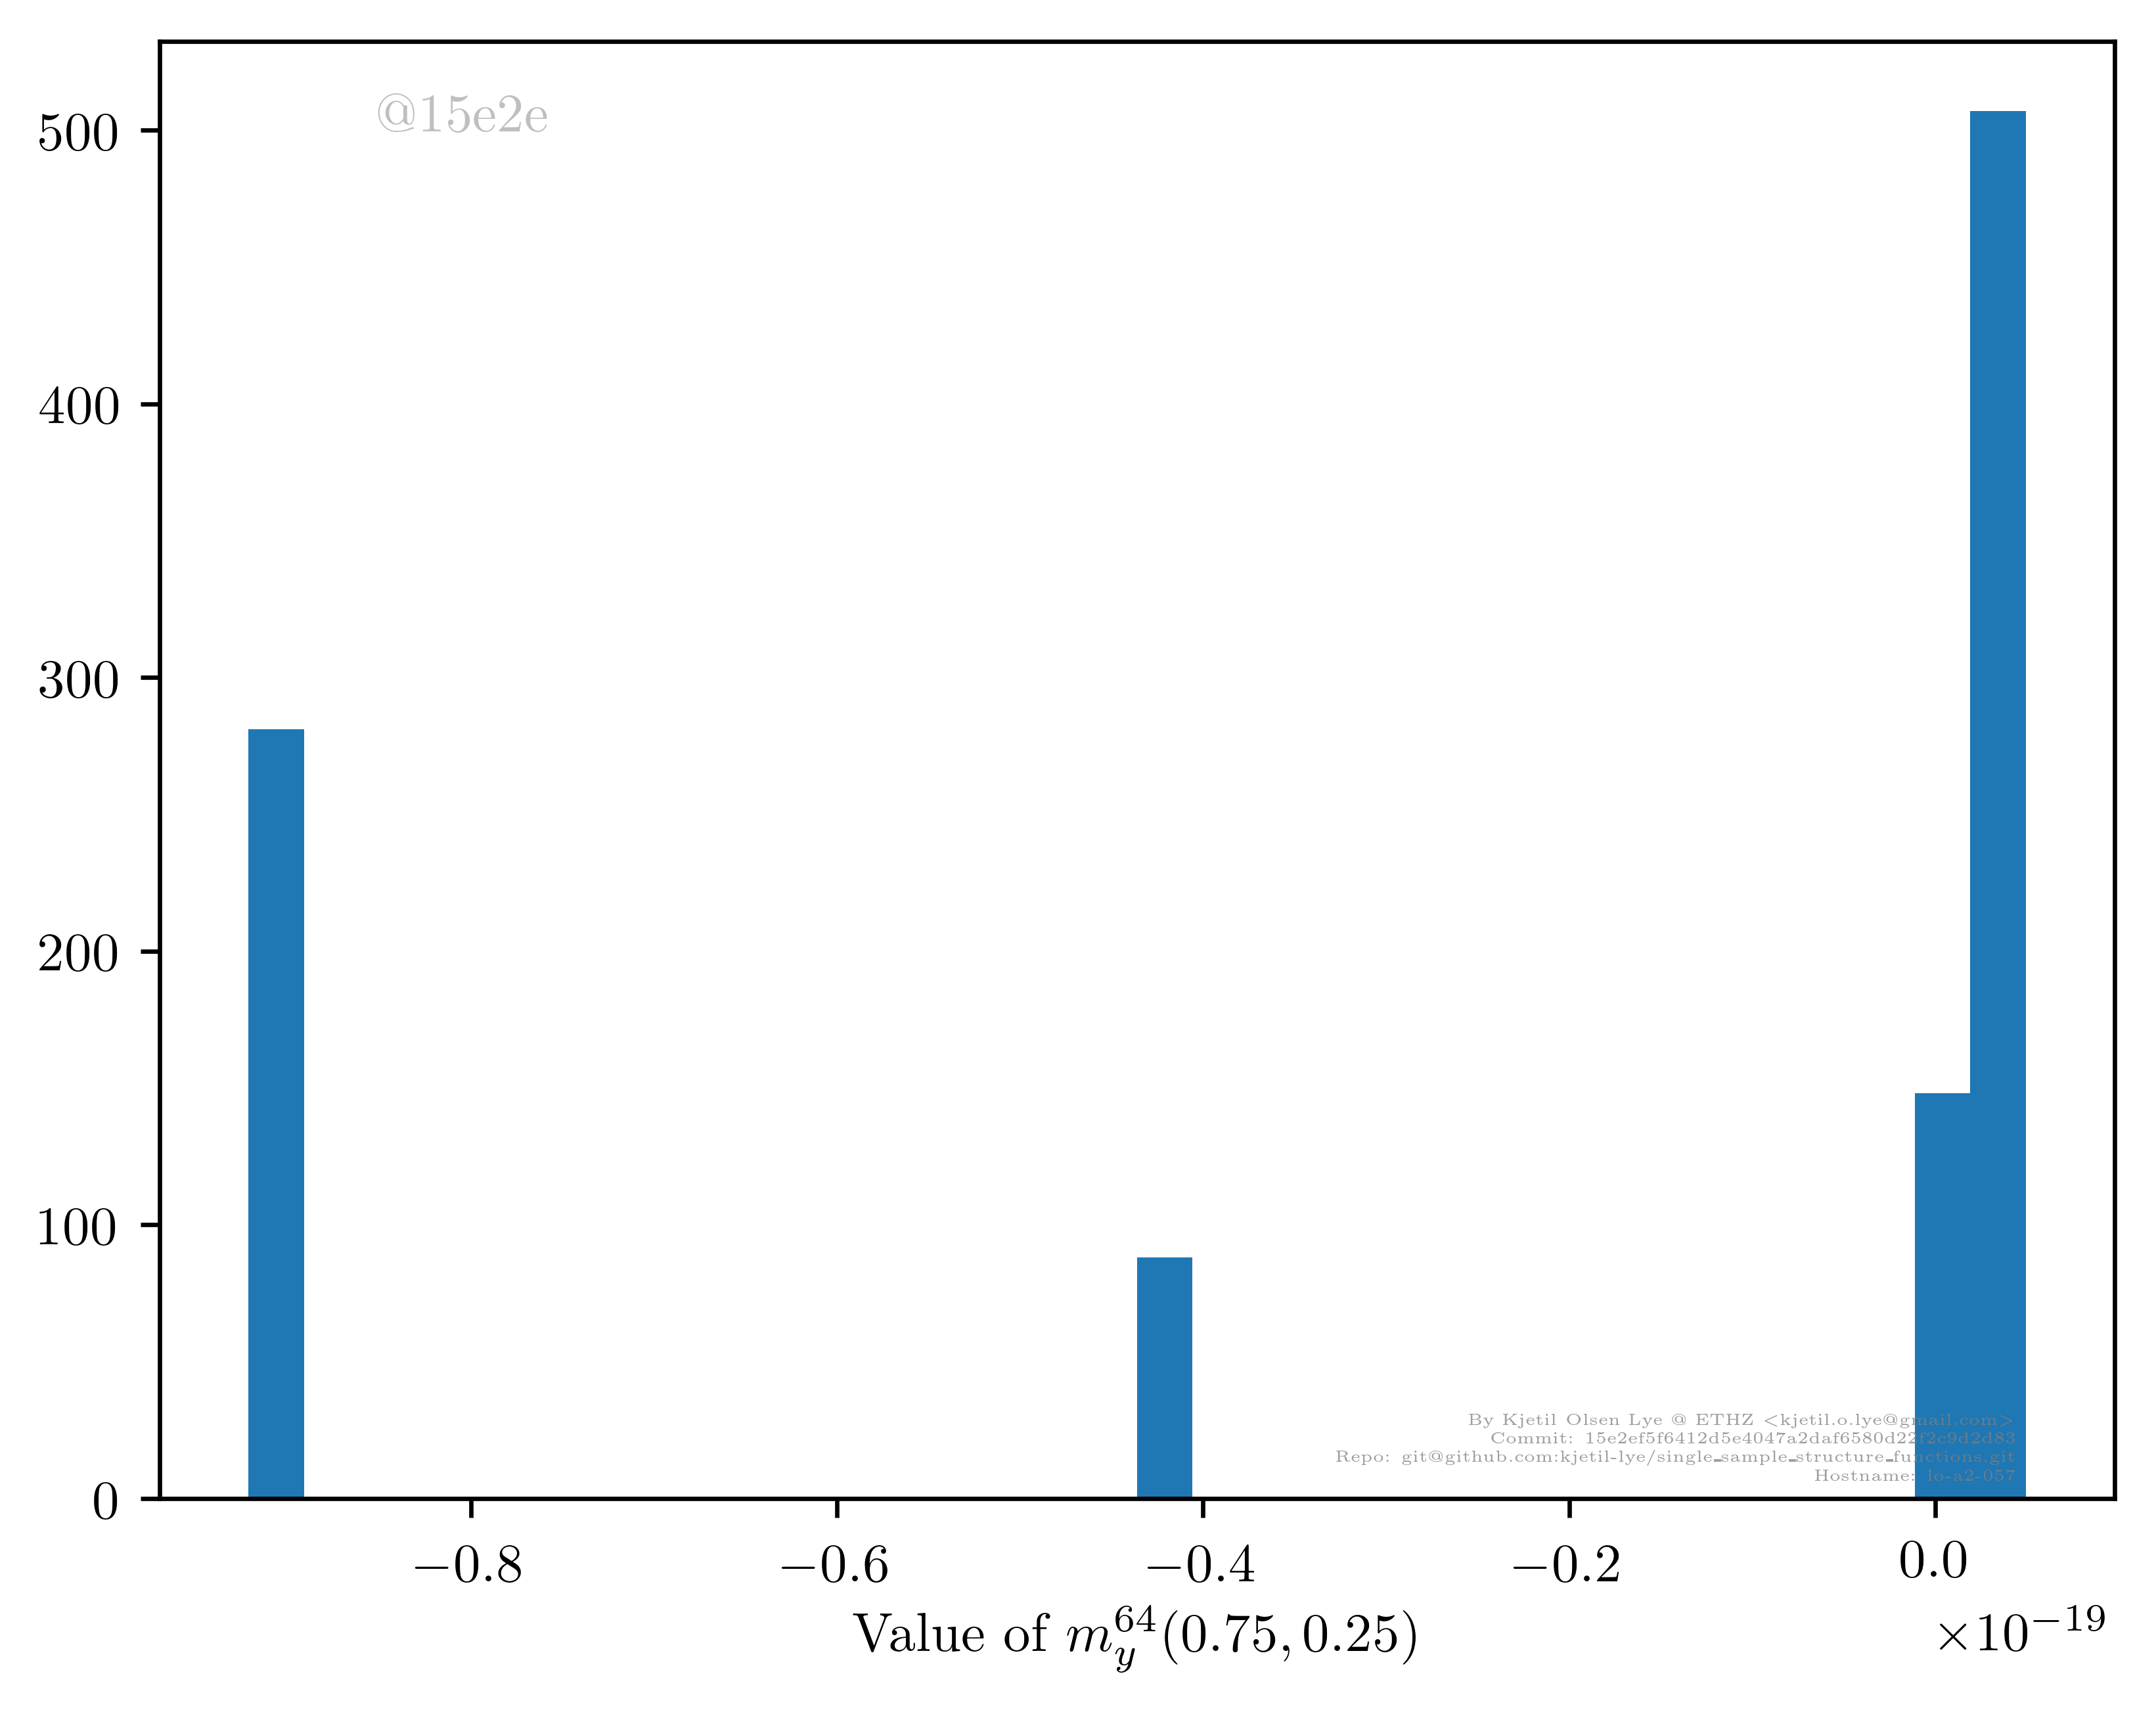 @15e2e
500
400
300
200
100
0
−0.8 −0.6 −0.4 −0.2 0.0
×10⁻¹⁹
Value of $m_y^{64}(0.75, 0.25)$
By Kjetil Olsen Lye @ ETHZ <kjetil.o.lye@gmail.com>
Commit: 15e2ef5f6412d5e4047a2daf6580d22f2c9d2d83
Repo: git@github.com:kjetil-lye/single_sample_structure_functions.git
Hostname: lo-a2-057